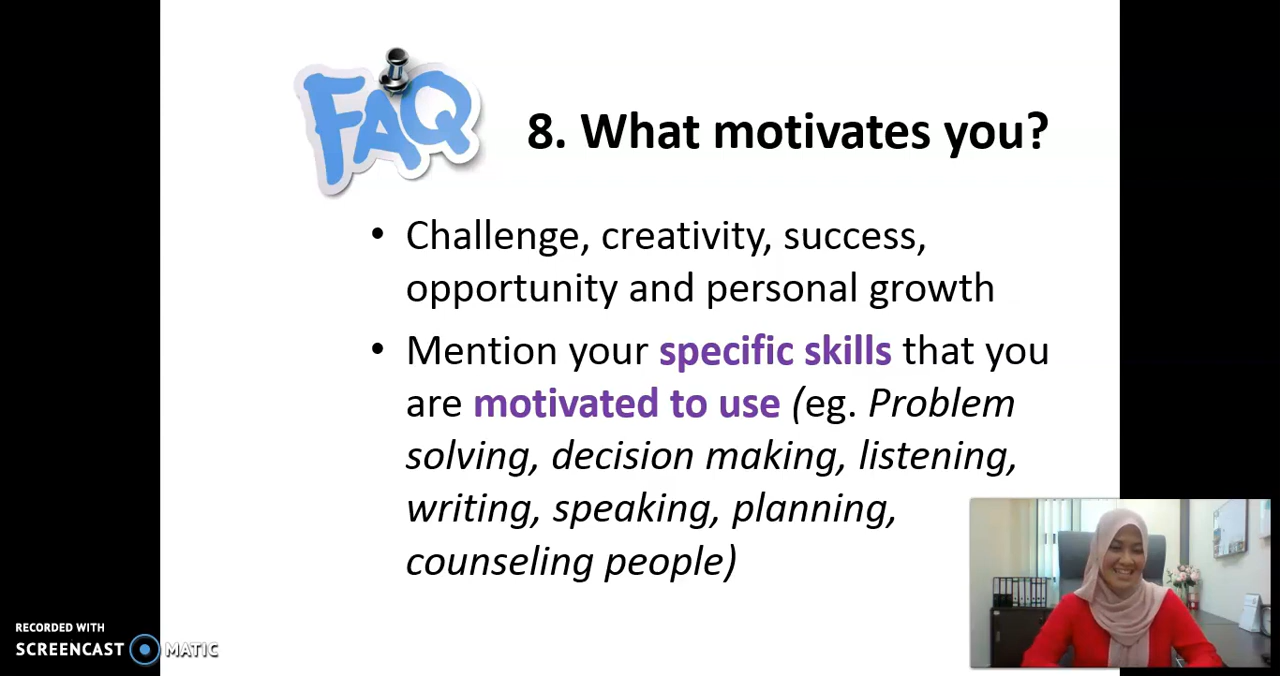 FAQ
8. What motivates you?
• Challenge, creativity, success,
opportunity and personal growth
• Mention your specific skills that you
are motivated to use (eg. Problem
solving, decision making, listening,
writing, speaking, planning,
counseling people)
RECORDED WITH
SCREENCAST MATIC